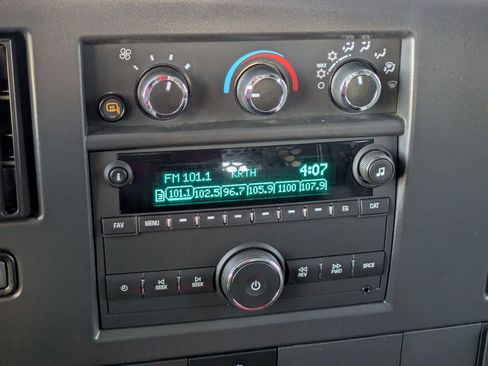 MAX
FM 101.1 KRTH 4:07
101.1 102.5 96.7 105.9 1100 107.9
FAV MENU EQ CAT
SEEK SEEK REV FWD SRCE